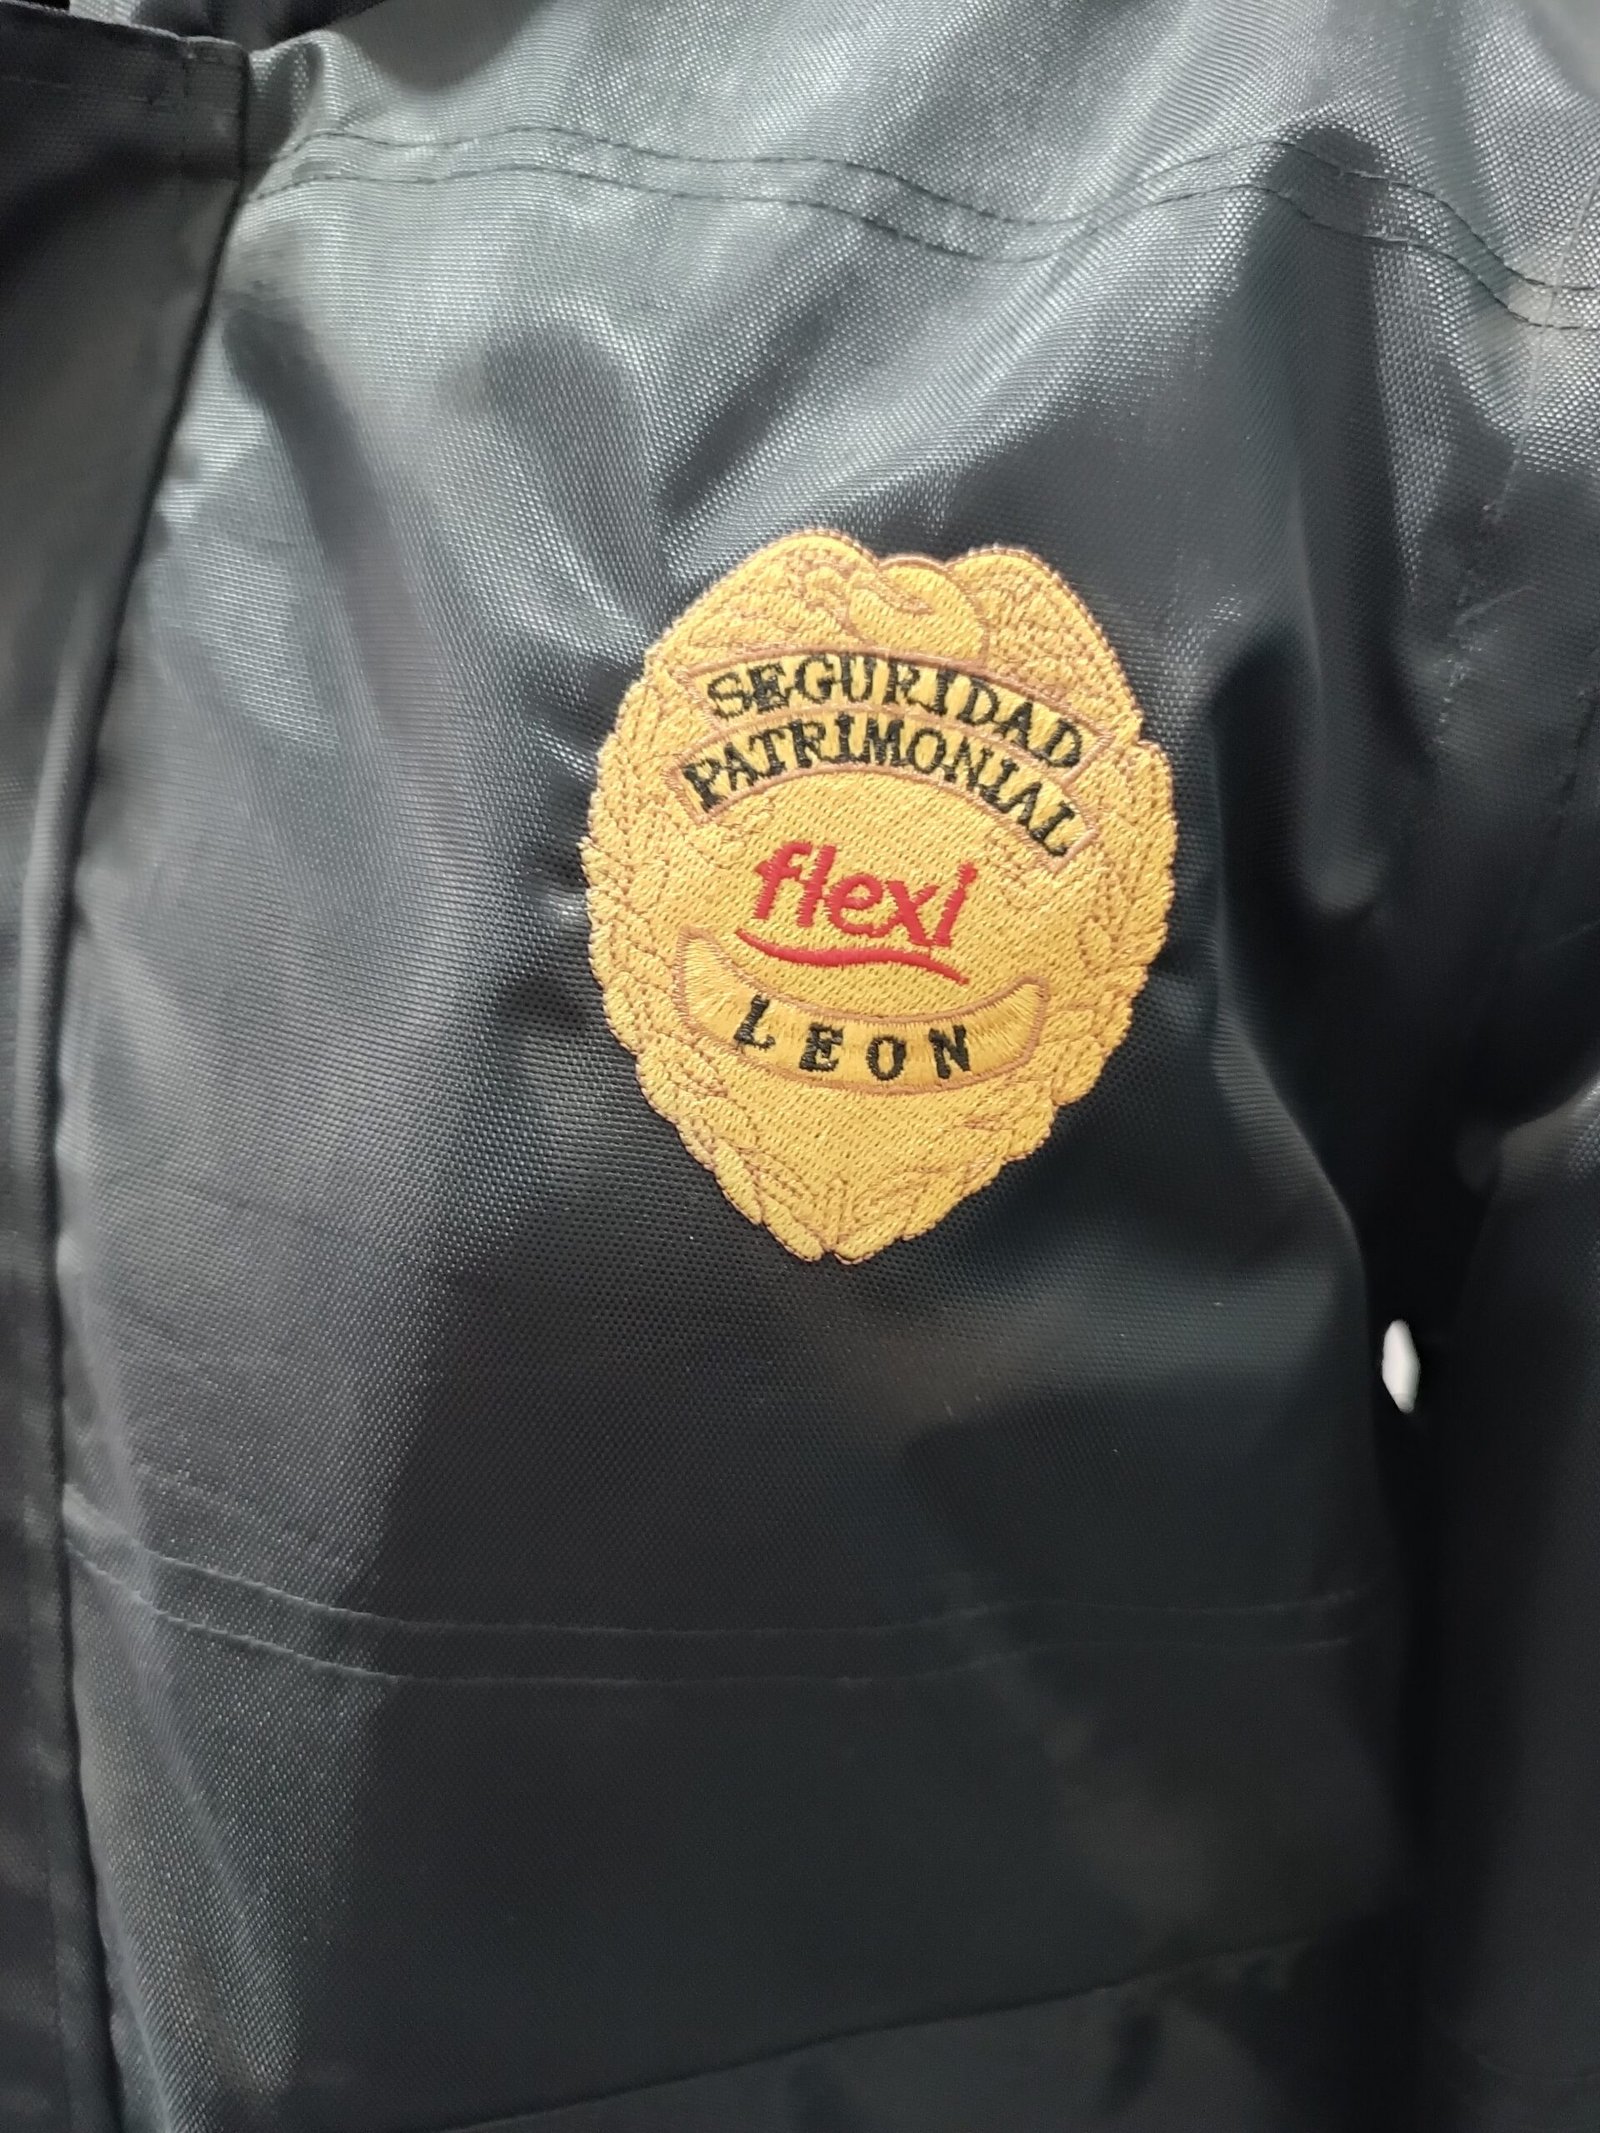 SEGURIDAD
PATRIMONIAL
flexi
LEON